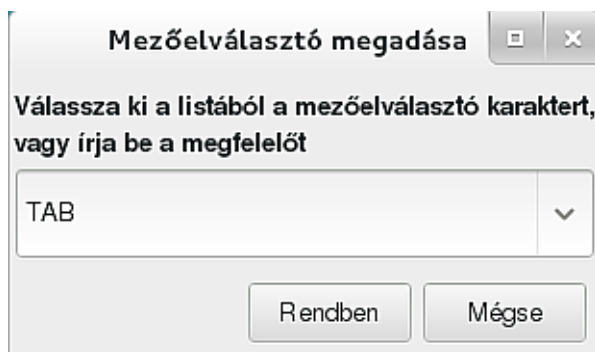 Mezőelválasztó megadása
Válassza ki a listából a mezőelválasztó karaktert,
vagy írja be a megfelelőt
TAB
Rendben Mégse